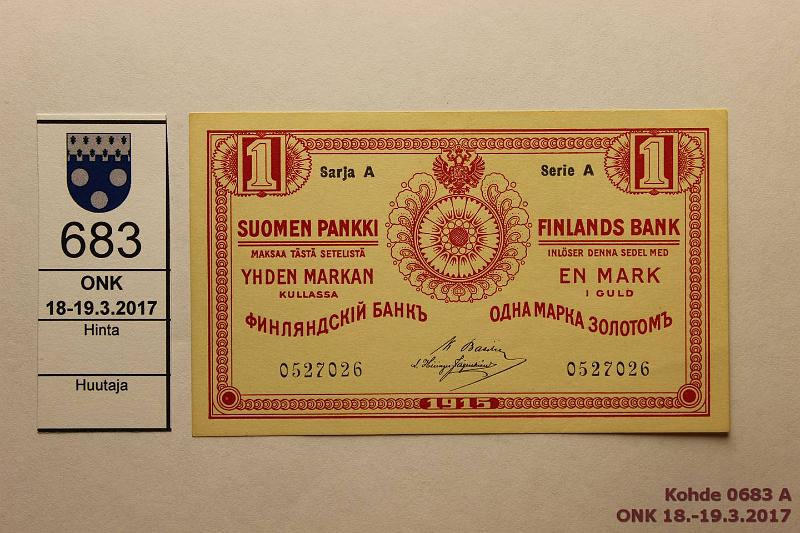 683
ONK
18-19.3.2017
Hinta
Huutaja
1 Sarja A Serie A 1
SUOMEN PANKKI
MAKSAA TÄSTÄ SETELISTÄ
YHDEN MARKAN
KULLASSA
FINLANDS BANK
INLÖSER DENNA SEDEL MED
EN MARK
I GULD
ФИНЛЯНДСКІЙ БАНКЪ ОДНА МАРКА ЗОЛОТОМЪ
0527026 0527026
1915
Kohde 0683 A
ONK 18.-19.3.2017